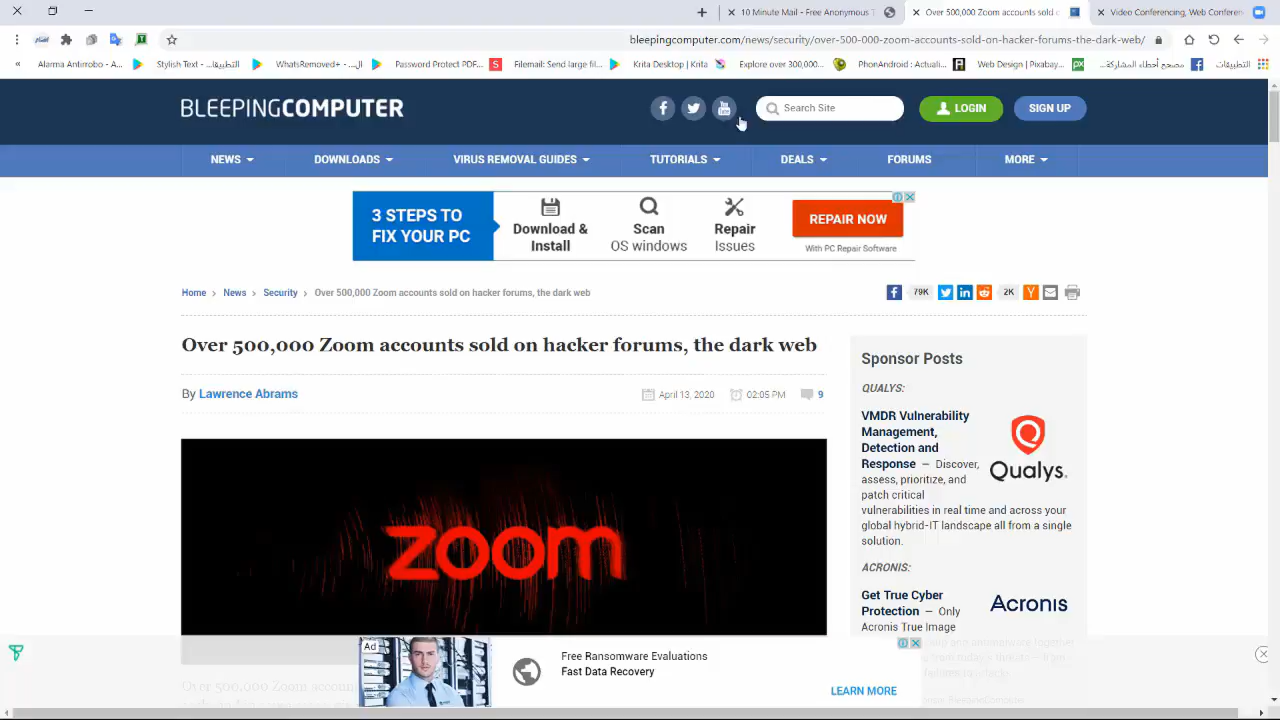 10 Minute Mail - Free Anonymous T
Over 500,000 Zoom accounts sold o
Video Conferencing, Web Conferen
bleepingcomputer.com/news/security/over-500-000-zoom-accounts-sold-on-hacker-forums-the-dark-web/
Alarma Antirrobo - A...
Stylish Text - ...التطبيقا
WhatsNews - ...ال
Password Protect PDF...
Filemail: Send large fil...
Krita Desktop | Krita
Explore over 300,000...
PhonAndroid : Actuali...
Web Design | Pixabay...
مصحح أخطاء المشاركة...
التطبيقات
BLEEPINGCOMPUTER
Search Site
LOGIN
SIGN UP
NEWS
DOWNLOADS
VIRUS REMOVAL GUIDES
TUTORIALS
DEALS
FORUMS
MORE
3 STEPS TO
FIX YOUR PC
Download &
Install
Scan
OS windows
Repair
Issues
REPAIR NOW
With PC Repair Software
Home > News > Security > Over 500,000 Zoom accounts sold on hacker forums, the dark web
79K
2K
Over 500,000 Zoom accounts sold on hacker forums, the dark web
By Lawrence Abrams
April 13, 2020
02:05 PM
9
zoom
Sponsor Posts
QUALYS:
VMDR Vulnerability
Management,
Detection and
Response — Discover,
assess, prioritize, and
patch critical
vulnerabilities in real time and across your
global hybrid-IT landscape all from a single
solution.
Qualys.
ACRONIS:
Get True Cyber
Protection — Only
Acronis True Image
Acronis
Ad
Free Ransomware Evaluations
Fast Data Recovery
LEARN MORE
Over 500,000 Zoom accoun